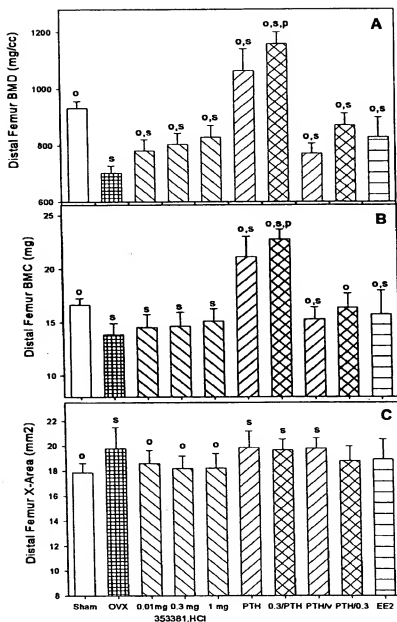 A
Distal Femur BMD (mg/cc)
1200
1000
800
600
o
s
o,s
o,s
o,s
o,s
o,s,p
o,s
o,s
o,s
B
Distal Femur BMC (mg)
25
20
15
10
o
s
s
s
s
o,s
o,s,p
o,s
o
o,s
C
Distal Femur X-Area (mm2)
22
20
18
16
14
12
10
8
o
s
o
o
o
s
s
s
Sham OVX 0.01mg 0.3 mg 1 mg PTH 0.3/PTH PTH/v PTH/0.3 EE2
353381.HCl